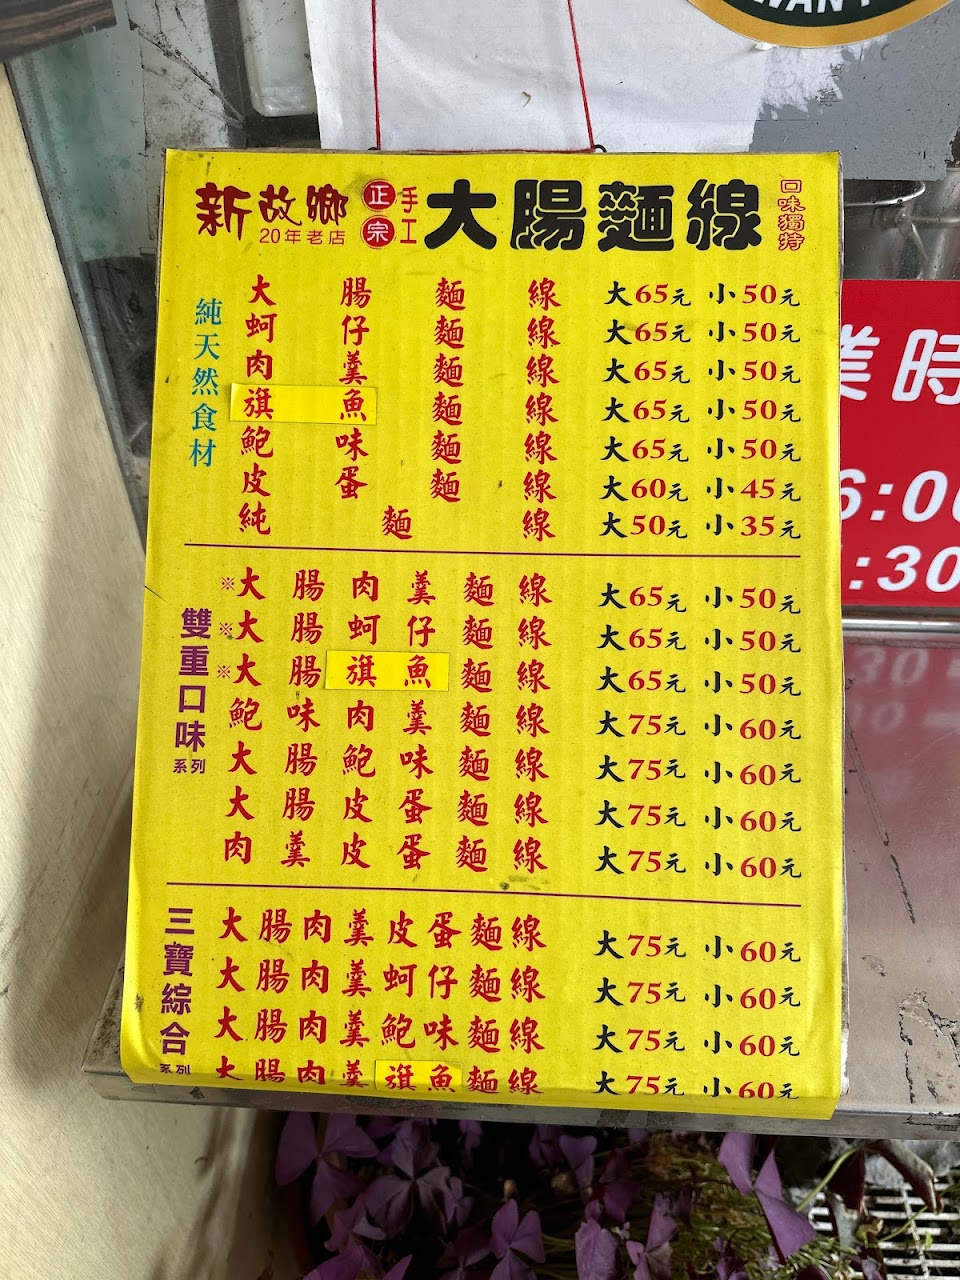 WAN
新故鄉 正宗 手工 大腸麵線 口味獨特
20年老店
純天然食材
大腸麵線 大65元 小50元
蚵仔麵線 大65元 小50元
肉羹麵線 大65元 小50元
旗魚麵線 大65元 小50元
鮑味麵線 大65元 小50元
皮蛋麵線 大60元 小45元
純麵線 大50元 小35元
雙重口味系列
※大腸肉羹麵線 大65元 小50元
※大腸蚵仔麵線 大65元 小50元
※大腸旗魚麵線 大65元 小50元
鮑味肉羹麵線 大75元 小60元
大腸鮑味麵線 大75元 小60元
大腸皮蛋麵線 大75元 小60元
肉羹皮蛋麵線 大75元 小60元
三寶綜合系列
大腸肉羹皮蛋麵線 大75元 小60元
大腸肉羹蚵仔麵線 大75元 小60元
大腸肉羹鮑味麵線 大75元 小60元
大腸肉羹旗魚麵線 大75元 小60元
業時
6:00
:30